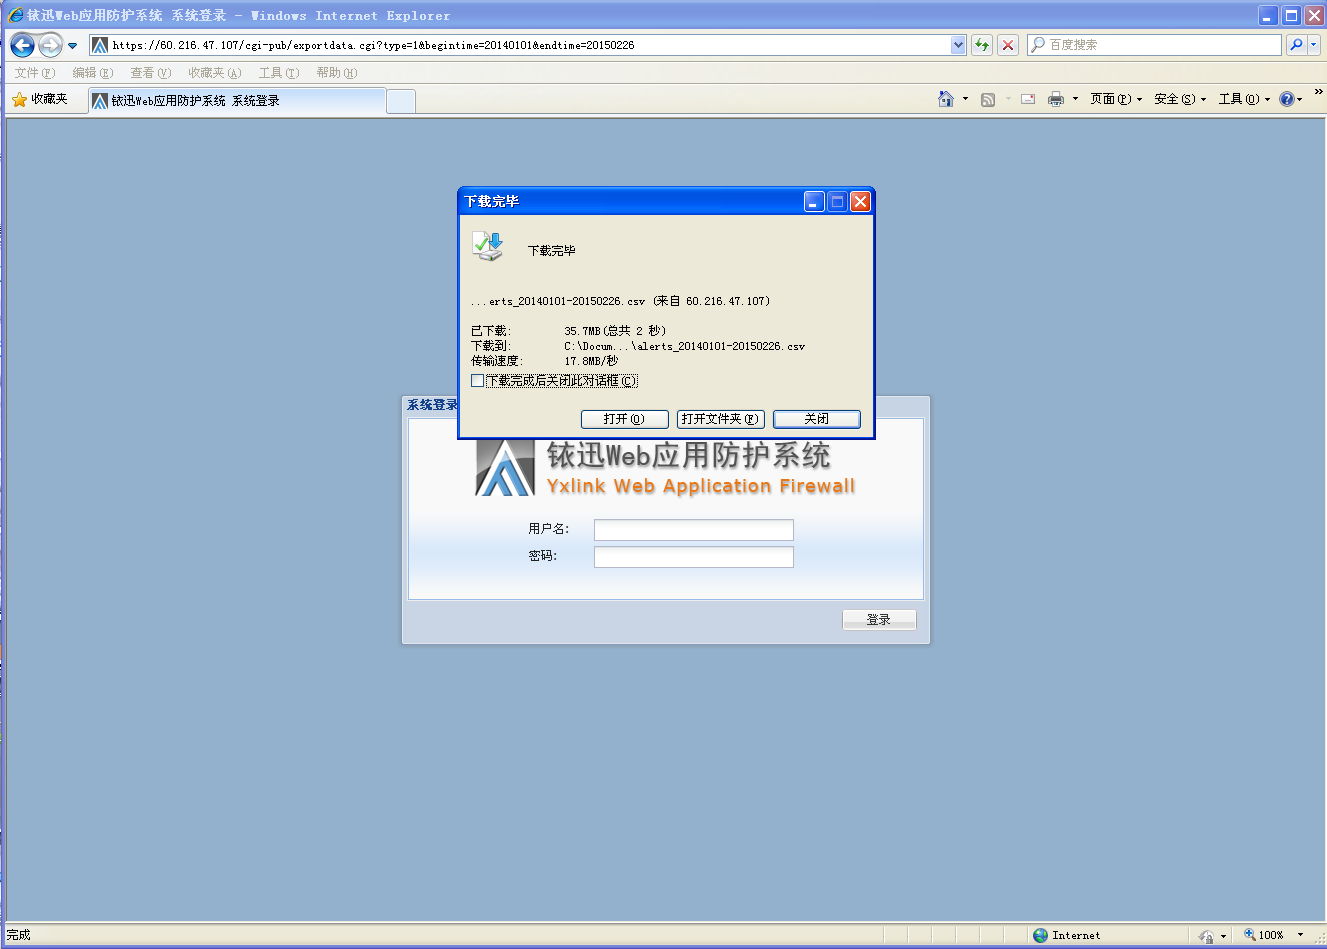 铱迅Web应用防护系统 系统登录 - Windows Internet Explorer
https://60.216.47.107/cgi-pub/exportdata.cgi?type=1&begintime=20140101&endtime=20150226
百度搜索
文件(F) 编辑(E) 查看(V) 收藏夹(A) 工具(T) 帮助(H)
收藏夹
铱迅Web应用防护系统 系统登录
页面(P) 安全(S) 工具(O) »
下载完毕
下载完毕
...erts_20140101-20150226.csv (来自 60.216.47.107)
已下载: 35.7MB(总共 2 秒)
下载到: C:\Docum...\alerts_20140101-20150226.csv
传输速度: 17.8MB/秒
下载完成后关闭此对话框(C)
打开(O) 打开文件夹(F) 关闭
系统登录
铱迅Web应用防护系统
Yxlink Web Application Firewall
用户名:
密码:
登录
完成 Internet 100%